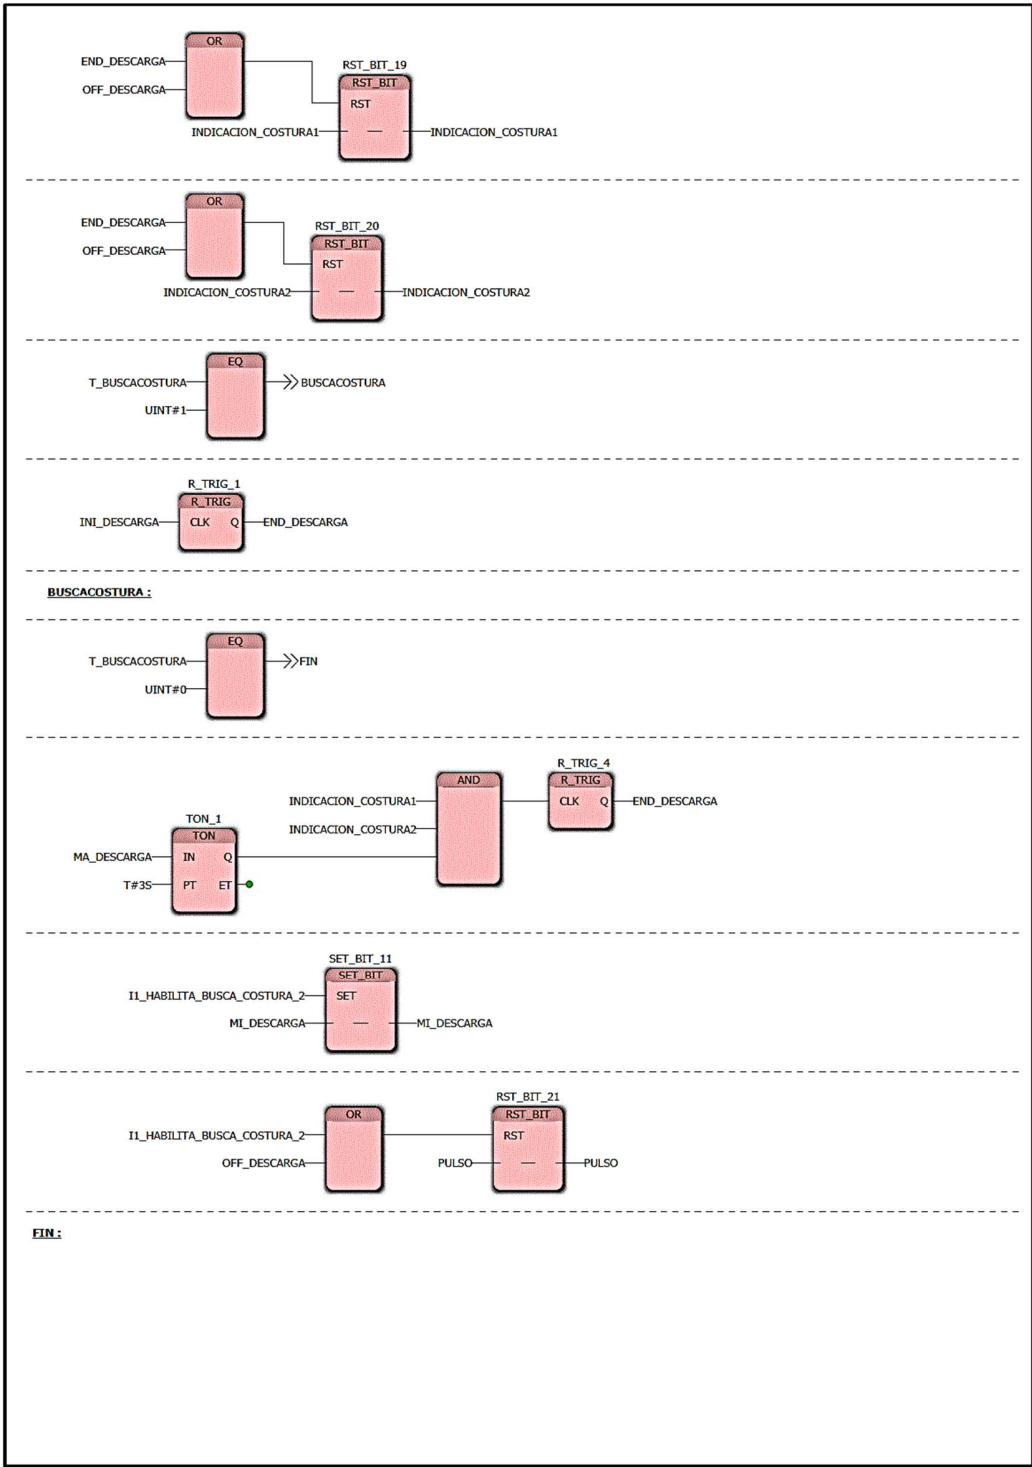 OR
END_DESCARGA
OFF_DESCARGA
RST_BIT_19
RST_BIT
RST
INDICACION_COSTURA1 INDICACION_COSTURA1
OR
END_DESCARGA
OFF_DESCARGA
RST_BIT_20
RST_BIT
RST
INDICACION_COSTURA2 INDICACION_COSTURA2
EQ
T_BUSCACOSTURA BUSCACOSTURA
UINT#1
R_TRIG_1
R_TRIG
INI_DESCARGA CLK Q END_DESCARGA
BUSCACOSTURA :
EQ
T_BUSCACOSTURA FIN
UINT#0
R_TRIG_4
AND R_TRIG
INDICACION_COSTURA1 CLK Q END_DESCARGA
INDICACION_COSTURA2
TON_1
TON
MA_DESCARGA IN Q
T#3S PT ET
SET_BIT_11
SET_BIT
I1_HABILITA_BUSCA_COSTURA_2 SET
MI_DESCARGA MI_DESCARGA
RST_BIT_21
OR RST_BIT
I1_HABILITA_BUSCA_COSTURA_2 RST
OFF_DESCARGA PULSO PULSO
FIN :